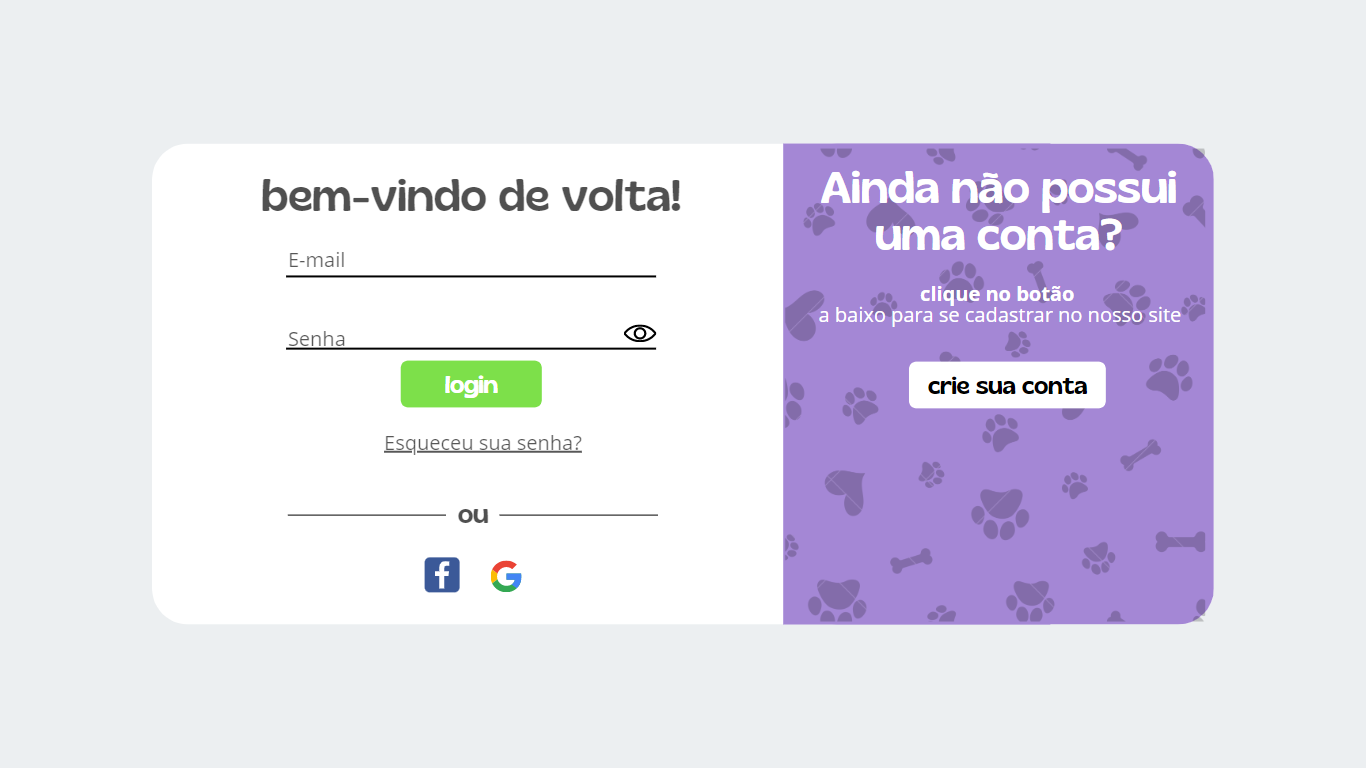 bem-vindo de volta!
E-mail
Senha
login
Esqueceu sua senha?
ou
Ainda não possui
uma conta?
clique no botão
a baixo para se cadastrar no nosso site
crie sua conta